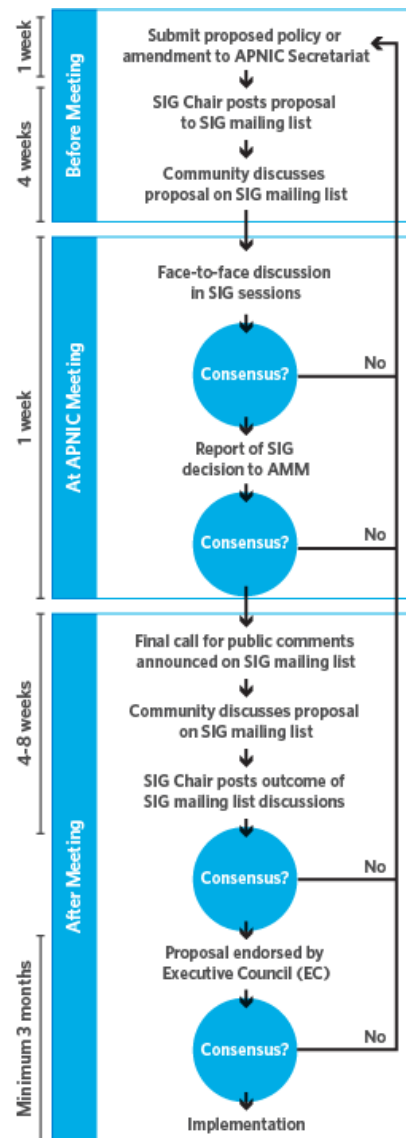 1 week
Before Meeting
Submit proposed policy or
amendment to APNIC Secretariat
4 weeks
SIG Chair posts proposal
to SIG mailing list
Community discusses
proposal on SIG mailing list
1 week
At APNIC Meeting
Face-to-face discussion
in SIG sessions
Consensus?
No
Report of SIG
decision to AMM
Consensus?
No
4-8 weeks
After Meeting
Final call for public comments
announced on SIG mailing list
Community discusses proposal
on SIG mailing list
SIG Chair posts outcome of
SIG mailing list discussions
Consensus?
No
Minimum 3 months
Proposal endorsed by
Executive Council (EC)
Consensus?
No
Implementation